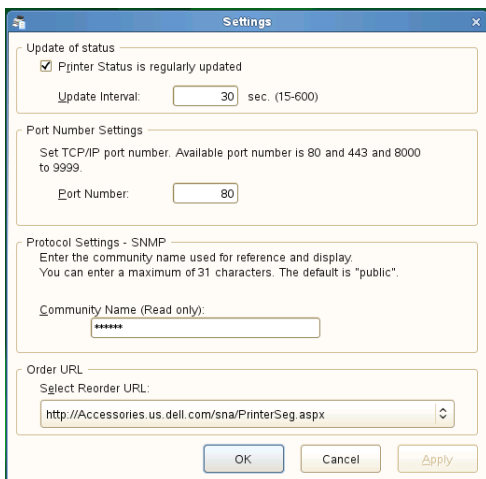 Settings
Update of status
Printer Status is regularly updated
Update Interval: 30 sec. (15-600)
Port Number Settings
Set TCP/IP port number. Available port number is 80 and 443 and 8000
to 9999.
Port Number: 80
Protocol Settings - SNMP
Enter the community name used for reference and display.
You can enter a maximum of 31 characters. The default is "public".
Community Name (Read only):
******
Order URL
Select Reorder URL:
http://Accessories.us.dell.com/sna/PrinterSeg.aspx
OK Cancel Apply